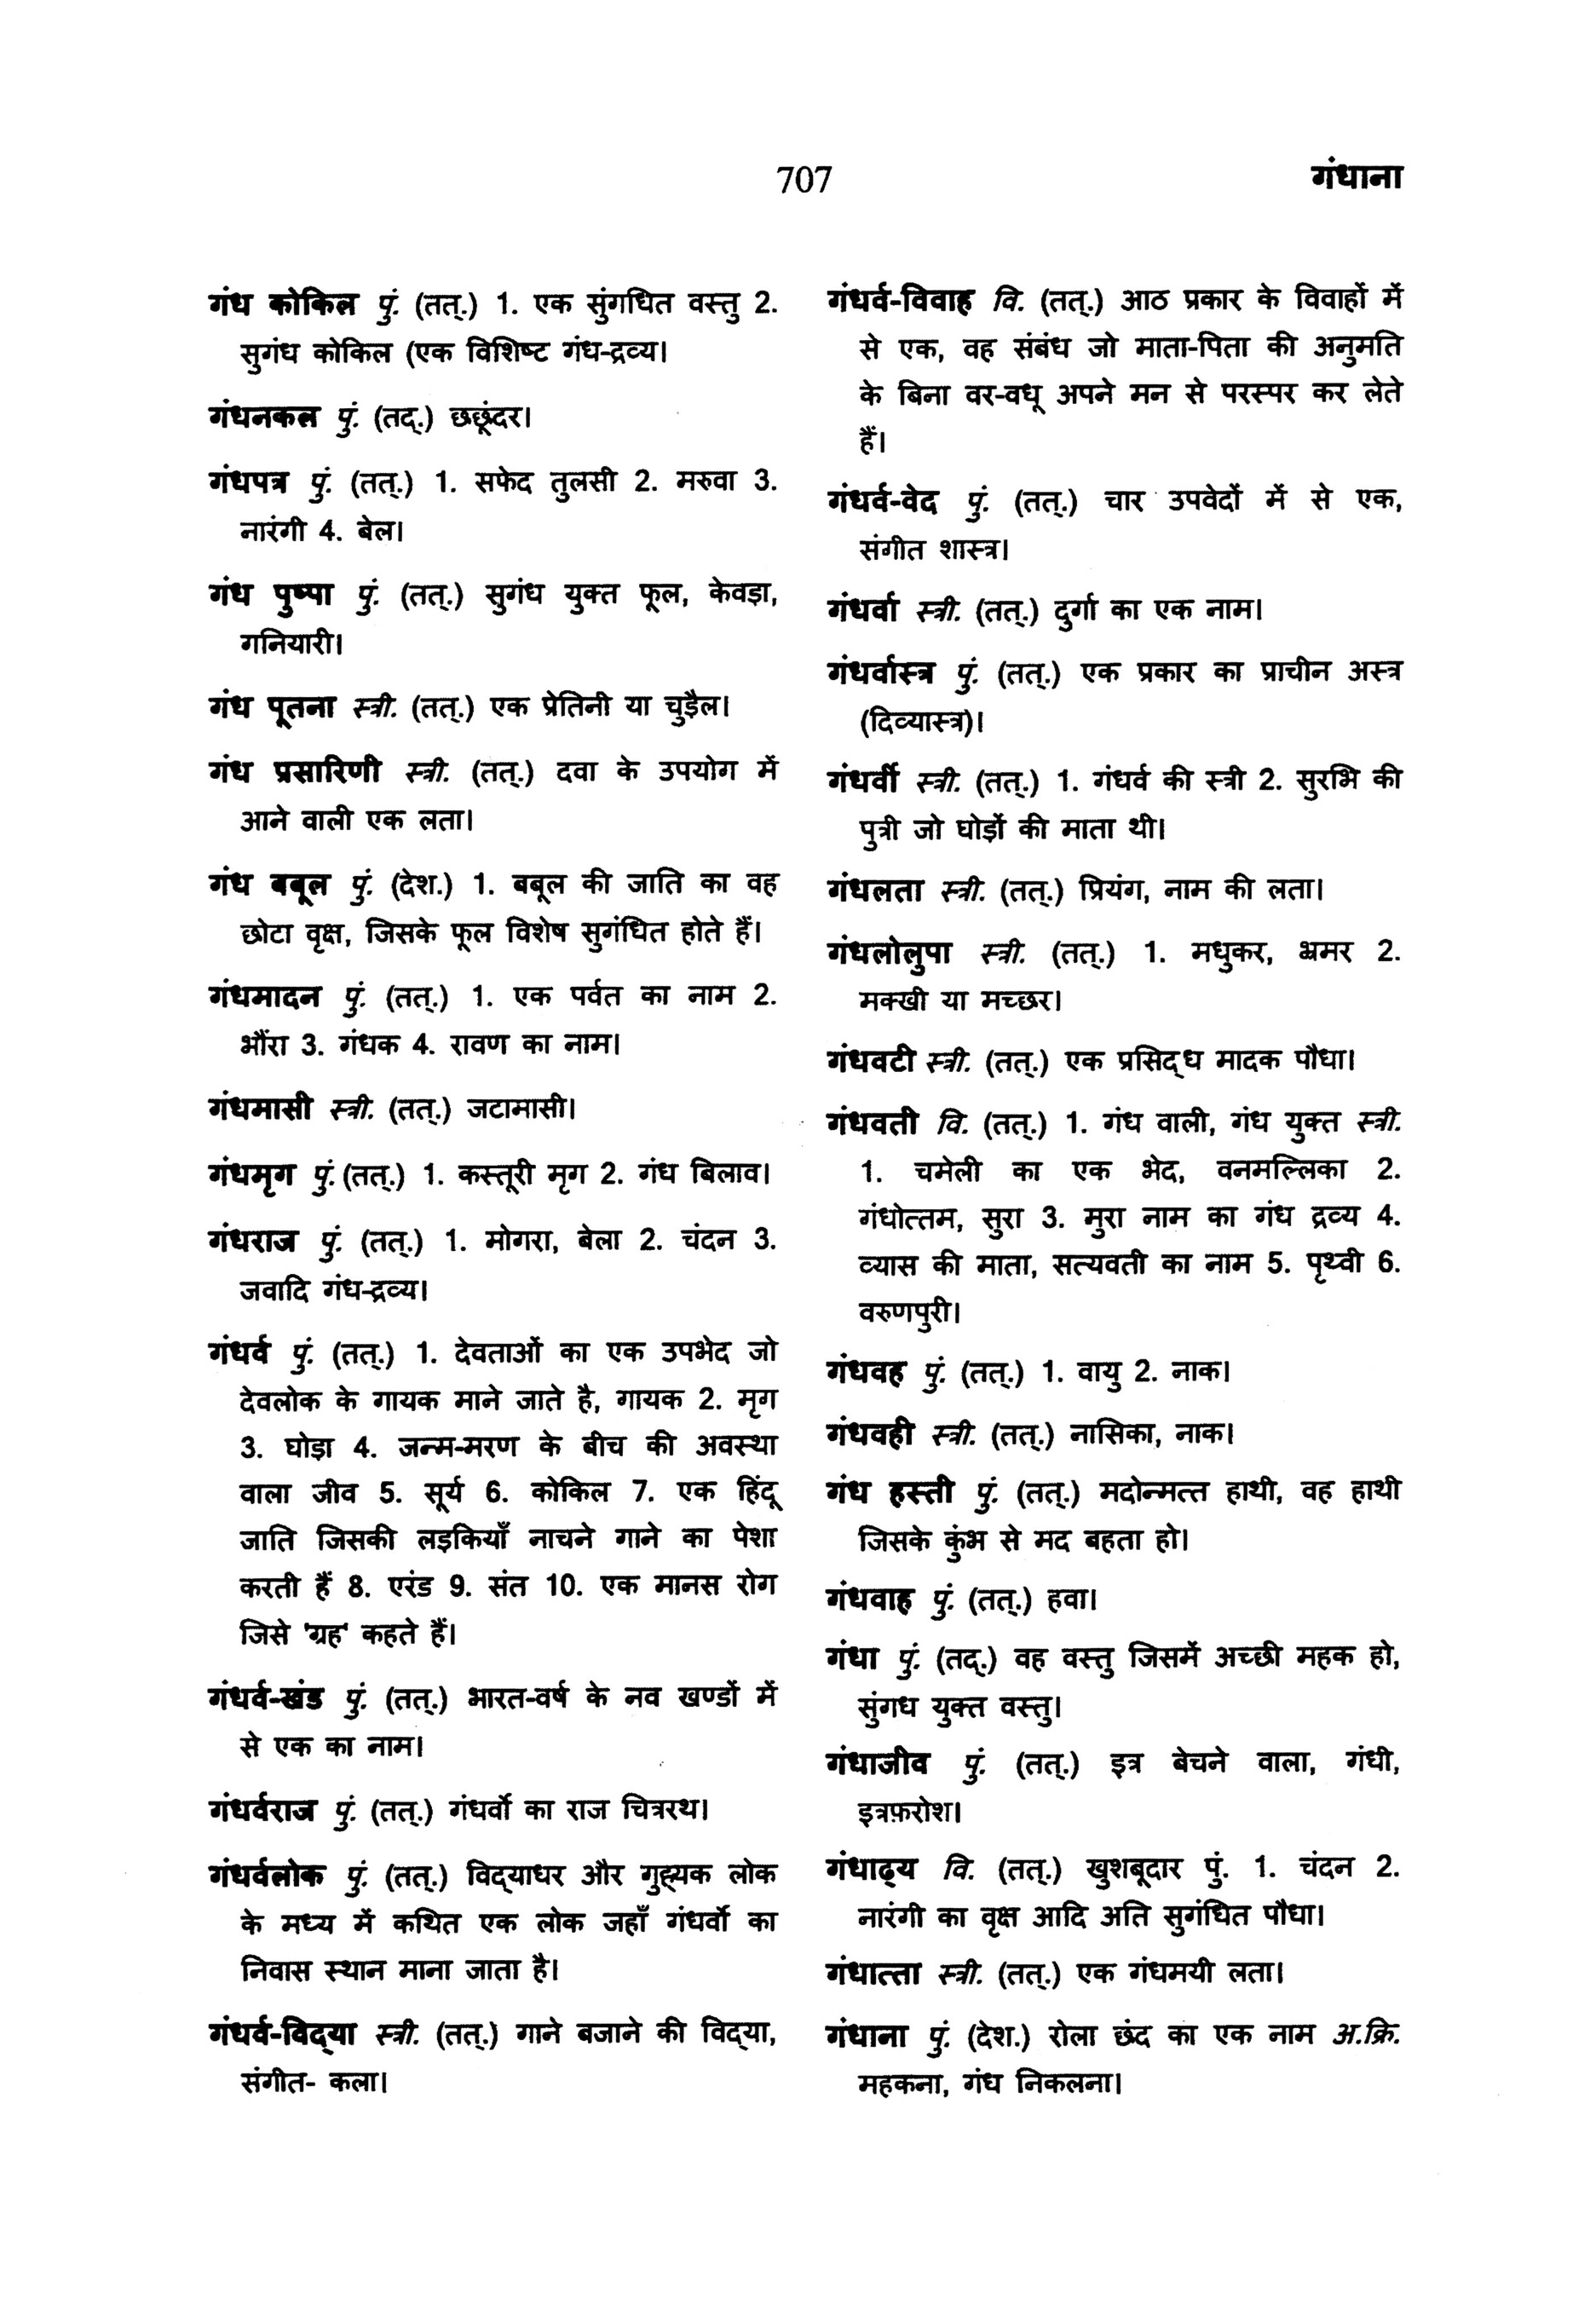 707
गंधाना
गंध कोकिल पुं. (तत्.) 1. एक सुंगधित वस्तु 2.
सुगंध कोकिल (एक विशिष्ट गंध-द्रव्य।
गंधनकल पुं. (तद्.) छछूंदर।
गंधपत्र पुं. (तत्.) 1. सफेद तुलसी 2. मरुवा 3.
नारंगी 4. बेल।
गंध पुष्पा पुं. (तत्.) सुगंध युक्त फूल, केवड़ा,
गनियारी।
गंध पूतना स्त्री. (तत्.) एक प्रेतिनी या चुड़ैल।
गंध प्रसारिणी स्त्री. (तत्.) दवा के उपयोग में
आने वाली एक लता।
गंध बबूल पुं. (देश.) 1. बबूल की जाति का वह
छोटा वृक्ष, जिसके फूल विशेष सुगंधित होते हैं।
गंधमादन पुं. (तत्.) 1. एक पर्वत का नाम 2.
भौंरा 3. गंधक 4. रावण का नाम।
गंधमासी स्त्री. (तत्.) जटामासी।
गंधमृग पुं. (तत्.) 1. कस्तूरी मृग 2. गंध बिलाव।
गंधराज पुं. (तत्.) 1. मोगरा, बेला 2. चंदन 3.
जवादि गंध-द्रव्य।
गंधर्व पुं. (तत्.) 1. देवताओं का एक उपभेद जो
देवलोक के गायक माने जाते है, गायक 2. मृग
3. घोड़ा 4. जन्म-मरण के बीच की अवस्था
वाला जीव 5. सूर्य 6. कोकिल 7. एक हिंदू
जाति जिसकी लड़कियाँ नाचने गाने का पेशा
करती हैं 8. एरंड 9. संत 10. एक मानस रोग
जिसे 'ग्रह' कहते हैं।
गंधर्व-खंड पुं. (तत्.) भारत-वर्ष के नव खण्डों में
से एक का नाम।
गंधर्वराज पुं. (तत्.) गंधर्वो का राज चित्ररथ।
गंधर्वलोक पुं. (तत्.) विद्‌याधर और गुह्‌यक लोक
के मध्य में कथित एक लोक जहाँ गंधर्वो का
निवास स्थान माना जाता है।
गंधर्व-विद्‌या स्त्री. (तत्.) गाने बजाने की विद्‌या,
संगीत- कला।
गंधर्व-विवाह वि. (तत्.) आठ प्रकार के विवाहों में
से एक, वह संबंध जो माता-पिता की अनुमति
के बिना वर-वधू अपने मन से परस्पर कर लेते
हैं।
गंधर्व-वेद पुं. (तत्.) चार उपवेदों में से एक,
संगीत शास्त्र।
गंधर्वा स्त्री. (तत्.) दुर्गा का एक नाम।
गंधर्वास्त्र पुं. (तत्.) एक प्रकार का प्राचीन अस्त्र
(दिव्यास्त्र)।
गंधर्वी स्त्री. (तत्.) 1. गंधर्व की स्त्री 2. सुरभि की
पुत्री जो घोड़ों की माता थी।
गंधलता स्त्री. (तत्.) प्रियंग, नाम की लता।
गंधलोलुपा स्त्री. (तत्.) 1. मधुकर, भ्रमर 2.
मक्खी या मच्छर।
गंधवटी स्त्री. (तत्.) एक प्रसिद्‌ध मादक पौधा।
गंधवती वि. (तत्.) 1. गंध वाली, गंध युक्त स्त्री.
1. चमेली का एक भेद, वनमल्लिका 2.
गंधोत्तम, सुरा 3. मुरा नाम का गंध द्रव्य 4.
व्यास की माता, सत्यवती का नाम 5. पृथ्वी 6.
वरुणपुरी।
गंधवह पुं. (तत्.) 1. वायु 2. नाक।
गंधवही स्त्री. (तत्.) नासिका, नाक।
गंध हस्ती पुं. (तत्.) मदोन्मत्त हाथी, वह हाथी
जिसके कुंभ से मद बहता हो।
गंधवाह पुं. (तत्.) हवा।
गंधा पुं. (तद्.) वह वस्तु जिसमें अच्छी महक हो,
सुंगध युक्त वस्तु।
गंधाजीव पुं. (तत्.) इत्र बेचने वाला, गंधी,
इत्रफ़रोश।
गंधाढ्य वि. (तत्.) खुशबूदार पुं. 1. चंदन 2.
नारंगी का वृक्ष आदि अति सुगंधित पौधा।
गंधात्ता स्त्री. (तत्.) एक गंधमयी लता।
गंधाना पुं. (देश.) रोला छंद का एक नाम अ.क्रि.
महकना, गंध निकलना।